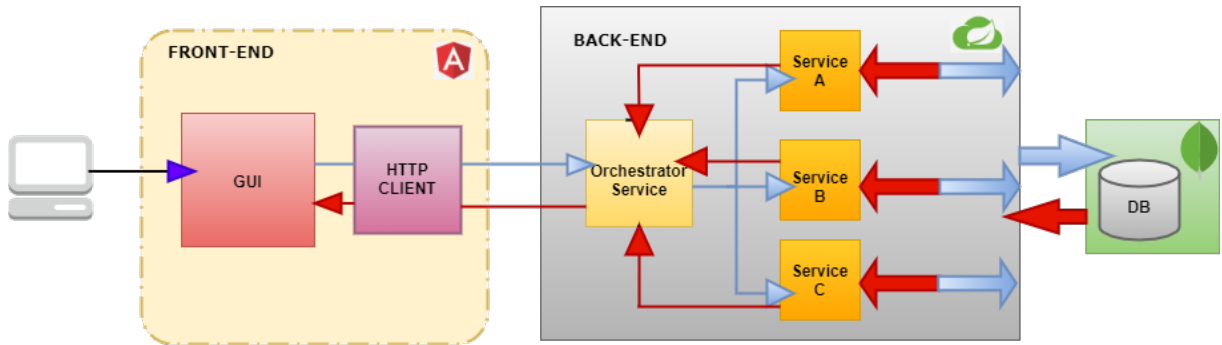 FRONT-END
GUI
HTTP
CLIENT
BACK-END
Orchestrator
Service
Service
A
Service
B
Service
C
DB